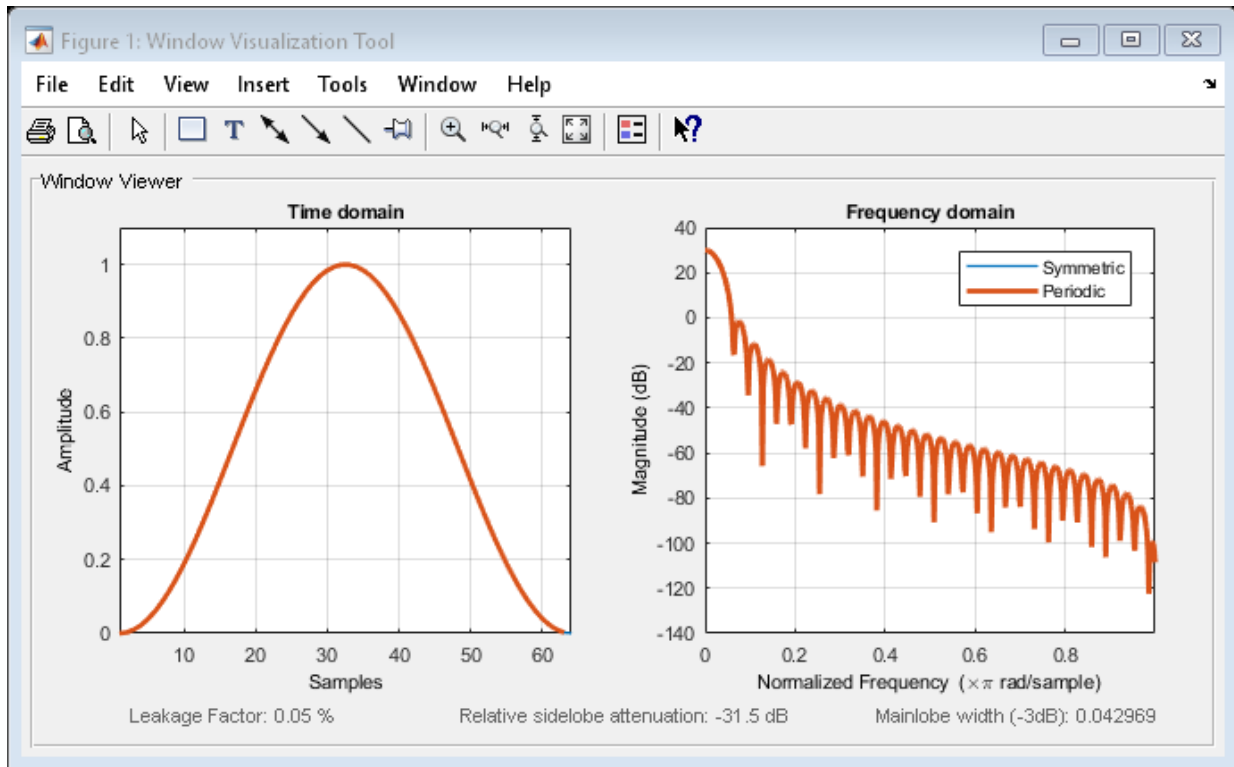 Figure 1: Window Visualization Tool
File Edit View Insert Tools Window Help
T ?
Window Viewer
Time domain
1
0.8
0.6
0.4
0.2
0
Amplitude
10 20 30 40 50 60
Samples
Frequency domain
Symmetric
Periodic
40
20
0
-20
-40
-60
-80
-100
-120
-140
Magnitude (dB)
0 0.2 0.4 0.6 0.8
Normalized Frequency (×π rad/sample)
Leakage Factor: 0.05 % Relative sidelobe attenuation: -31.5 dB Mainlobe width (-3dB): 0.042969